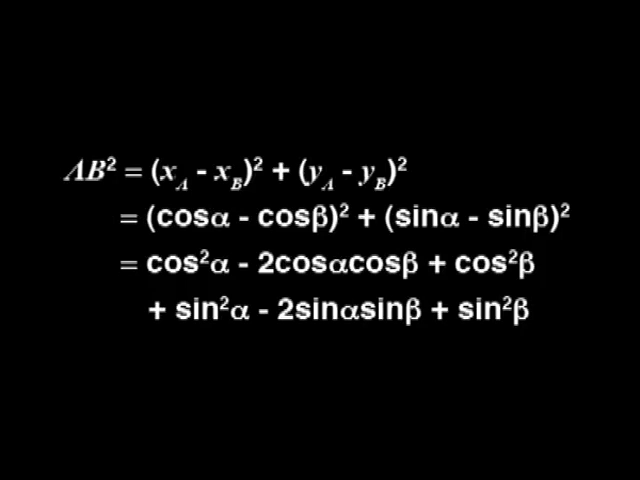 AB² = (x_A - x_B)² + (y_A - y_B)²
= (cosα - cosβ)² + (sinα - sinβ)²
= cos²α - 2cosαcosβ + cos²β
+ sin²α - 2sinαsinβ + sin²β